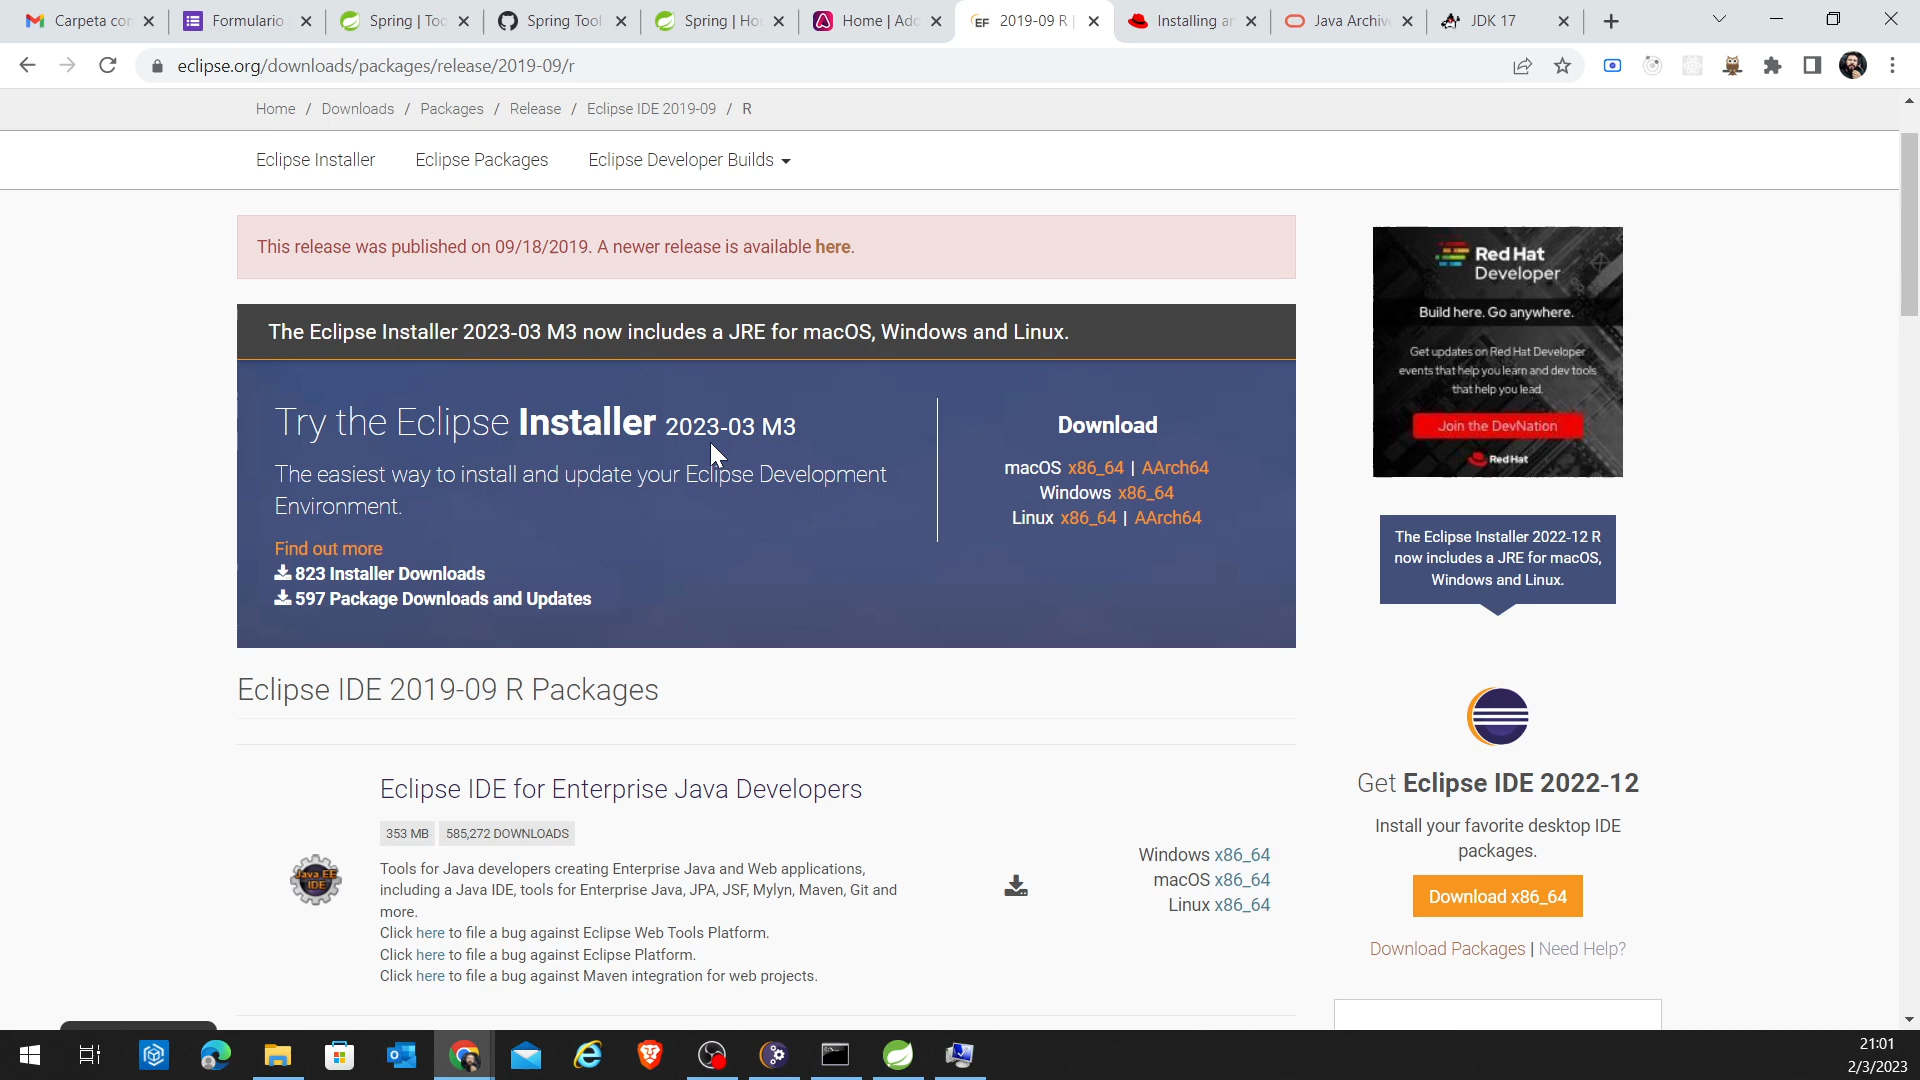 Carpeta con
Formulario
Spring | Too
Spring Tool
Spring | Ho
Home | Ado
2019-09 R |
Installing an
Java Archive
JDK 17
eclipse.org/downloads/packages/release/2019-09/r
Home / Downloads / Packages / Release / Eclipse IDE 2019-09 / R
Eclipse Installer Eclipse Packages Eclipse Developer Builds
This release was published on 09/18/2019. A newer release is available here.
The Eclipse Installer 2023-03 M3 now includes a JRE for macOS, Windows and Linux.
Try the Eclipse Installer 2023-03 M3
The easiest way to install and update your Eclipse Development
Environment.
Find out more
823 Installer Downloads
597 Package Downloads and Updates
Download
macOS x86_64 | AArch64
Windows x86_64
Linux x86_64 | AArch64
Eclipse IDE 2019-09 R Packages
Java EE
IDE
Eclipse IDE for Enterprise Java Developers
353 MB 585,272 DOWNLOADS
Tools for Java developers creating Enterprise Java and Web applications,
including a Java IDE, tools for Enterprise Java, JPA, JSF, Mylyn, Maven, Git and
more.
Click here to file a bug against Eclipse Web Tools Platform.
Click here to file a bug against Eclipse Platform.
Click here to file a bug against Maven integration for web projects.
Windows x86_64
macOS x86_64
Linux x86_64
Red Hat
Developer
Build here. Go anywhere.
Get updates on Red Hat Developer
events that help you learn and dev tools
that help you lead.
Join the DevNation
Red Hat
The Eclipse Installer 2022-12 R
now includes a JRE for macOS,
Windows and Linux.
Get Eclipse IDE 2022-12
Install your favorite desktop IDE
packages.
Download x86_64
Download Packages | Need Help?
21:01
2/3/2023